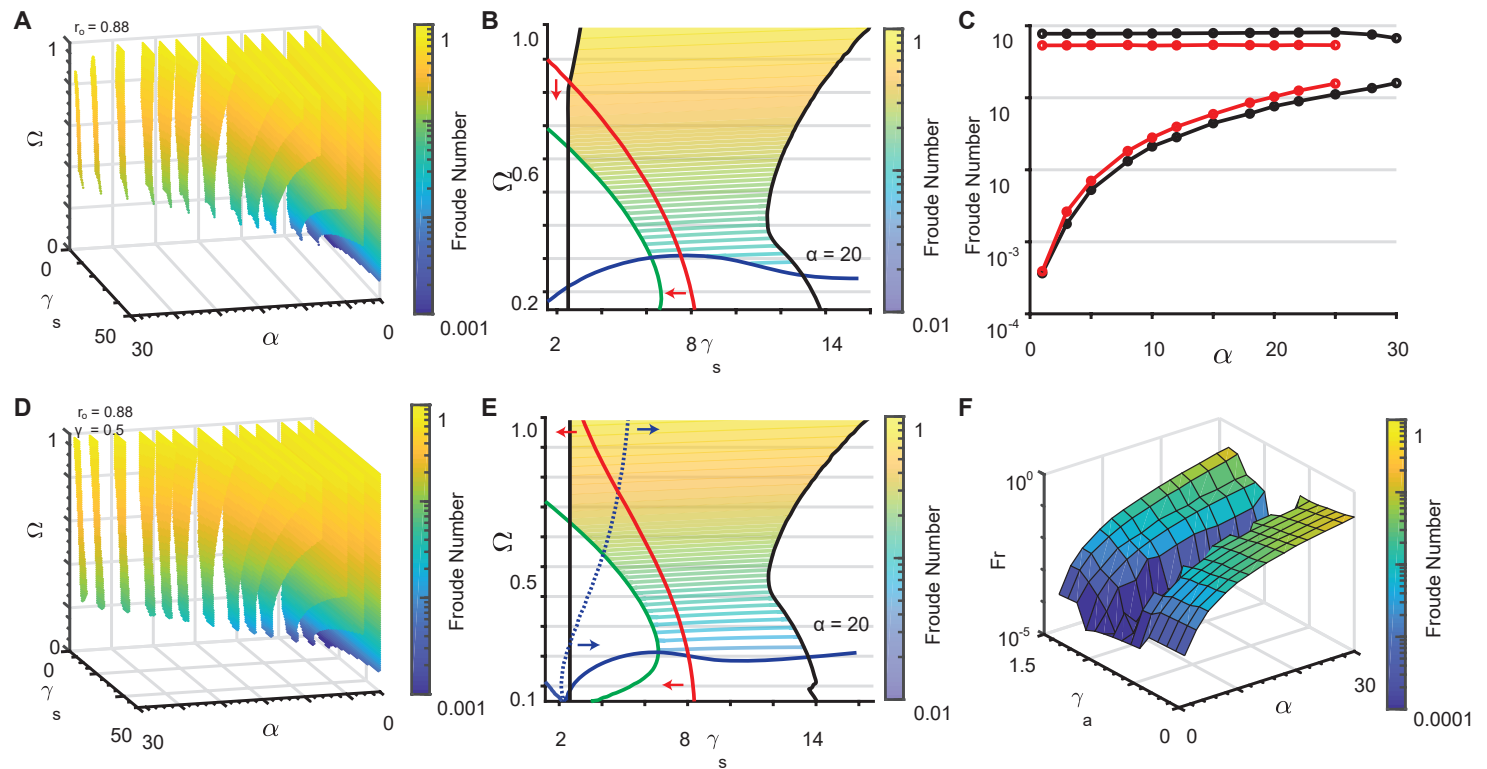 A
r₀ = 0.88
1
Ω
0
0
γ
s
50
30
α
0
1
Froude Number
0.001
B
1.0
Ω
0.6
0.2
α = 20
2
8
γ
s
14
1
Froude Number
0.01
C
10
10
10
10⁻³
10⁻⁴
Froude Number
0
10
α
20
30
D
r₀ = 0.88
γ = 0.5
1
Ω
0
0
γ
s
50
30
α
0
1
Froude Number
0.001
E
1.0
Ω
0.5
0.1
α = 20
2
8
γ
s
14
1
Froude Number
0.01
F
10⁰
Fr
10⁻⁵
1.5
γ
a
0
0
α
30
1
Froude Number
0.0001